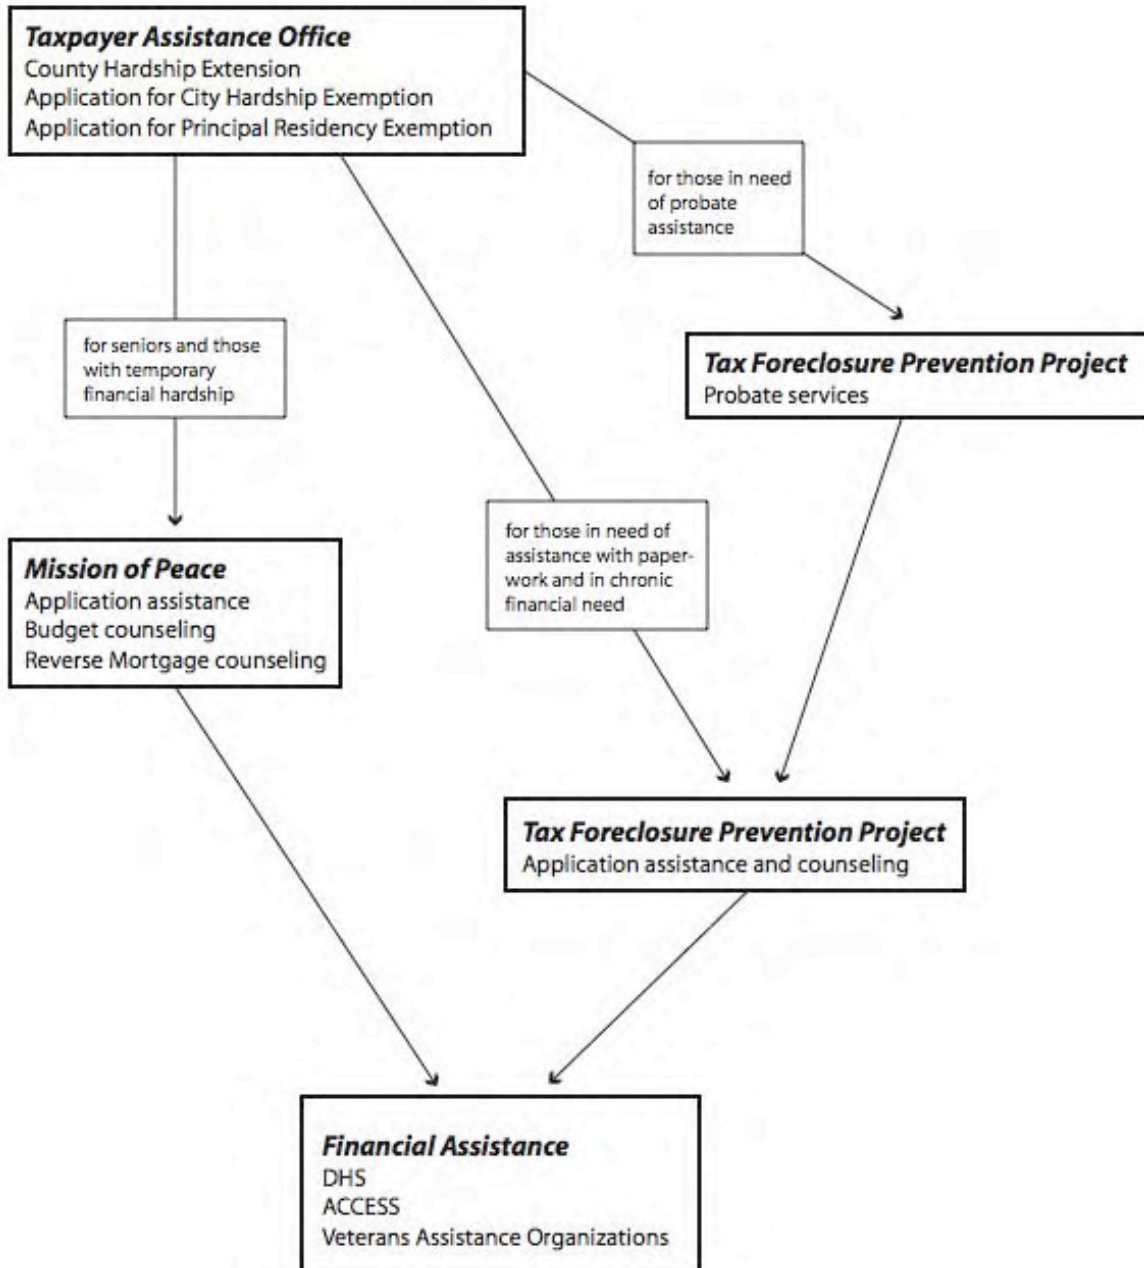 Taxpayer Assistance Office
County Hardship Extension
Application for City Hardship Exemption
Application for Principal Residency Exemption
for those in need
of probate
assistance
for seniors and those
with temporary
financial hardship
Tax Foreclosure Prevention Project
Probate services
for those in need of
assistance with paper-
work and in chronic
financial need
Mission of Peace
Application assistance
Budget counseling
Reverse Mortgage counseling
Tax Foreclosure Prevention Project
Application assistance and counseling
Financial Assistance
DHS
ACCESS
Veterans Assistance Organizations